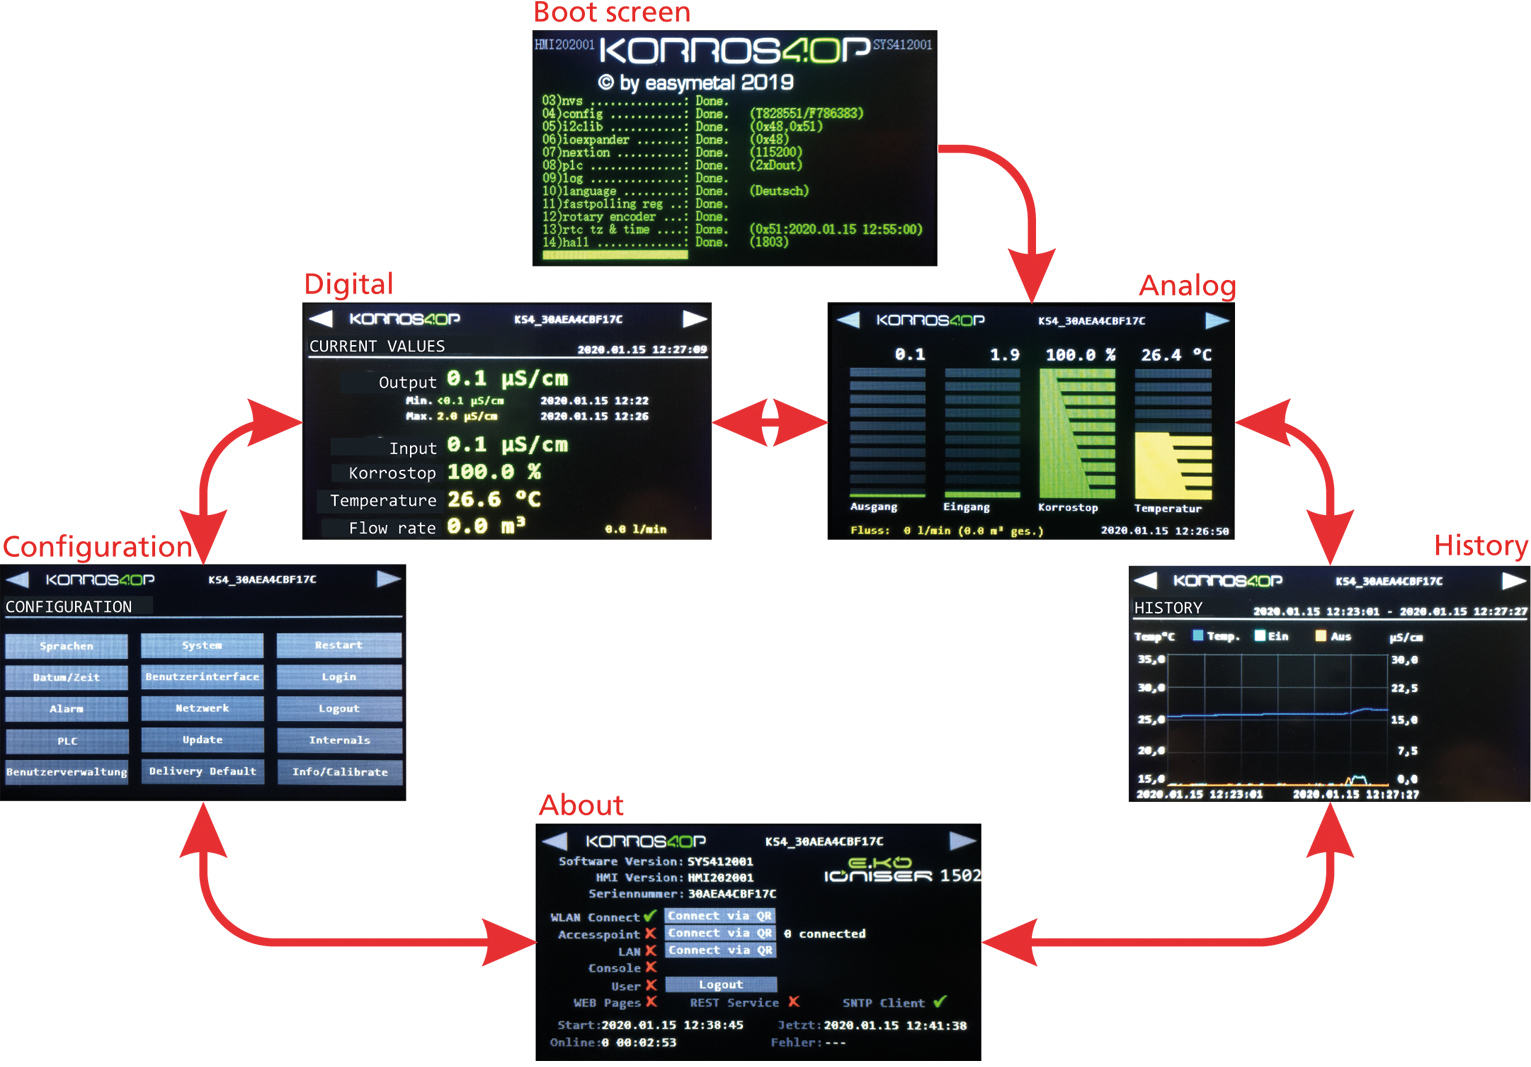 Boot screen
HMI202001 KORROS4.0P SYS412001
© by easymetal 2019
03)nvs .............: Done.
04)config ..........: Done. (T828551/F786383)
05)i2clib ..........: Done. (0x48,0x51)
06)ioexpander ......: Done. (0x48)
07)nextion .........: Done. (115200)
08)plc .............: Done. (2xDout)
09)log .............: Done.
10)language ........: Done. (Deutsch)
11)fastpolling reg ..: Done.
12)rotary encoder ...: Done.
13)rtc tz & time ....: Done. (0x51:2020.01.15 12:55:00)
14)hall ............: Done. (1803)
Digital
KORROS4.0P KS4_30AEA4CBF17C
CURRENT VALUES 2020.01.15 12:27:09
Output 0.1 µS/cm
Min. <0.1 µS/cm 2020.01.15 12:22
Max. 2.0 µS/cm 2020.01.15 12:26
Input 0.1 µS/cm
Korrostop 100.0 %
Temperature 26.6 °C
Flow rate 0.0 m³ 0.0 l/min
Analog
KORROS4.0P KS4_30AEA4CBF17C
0.1 1.9 100.0 % 26.4 °C
Ausgang Eingang Korrostop Temperatur
Fluss: 0 l/min (0.0 m³ ges.) 2020.01.15 12:26:50
Configuration
KORROS4.0P KS4_30AEA4CBF17C
CONFIGURATION
Sprachen System Restart
Datum/Zeit Benutzerinterface Login
Alarm Netzwerk Logout
PLC Update Internals
Benutzerverwaltung Delivery Default Info/Calibrate
History
KORROS4.0P KS4_30AEA4CBF17C
HISTORY 2020.01.15 12:23:01 - 2020.01.15 12:27:27
Temp°C Temp. Ein Aus µS/cm
35,0 30,0
30,0 22,5
25,0 15,0
20,0 7,5
15,0 0,0
2020.01.15 12:23:01 2020.01.15 12:27:27
About
KORROS4.0P KS4_30AEA4CBF17C
Software Version: SYS412001
HMI Version: HMI202001
Seriennummer: 30AEA4CBF17C
E.KO
IONISER 1502
WLAN Connect Connect via QR
Accesspoint Connect via QR 0 connected
LAN Connect via QR
Console
User Logout
WEB Pages REST Service SNTP Client
Start:2020.01.15 12:38:45 Jetzt:2020.01.15 12:41:38
Online:0 00:02:53 Fehler:---